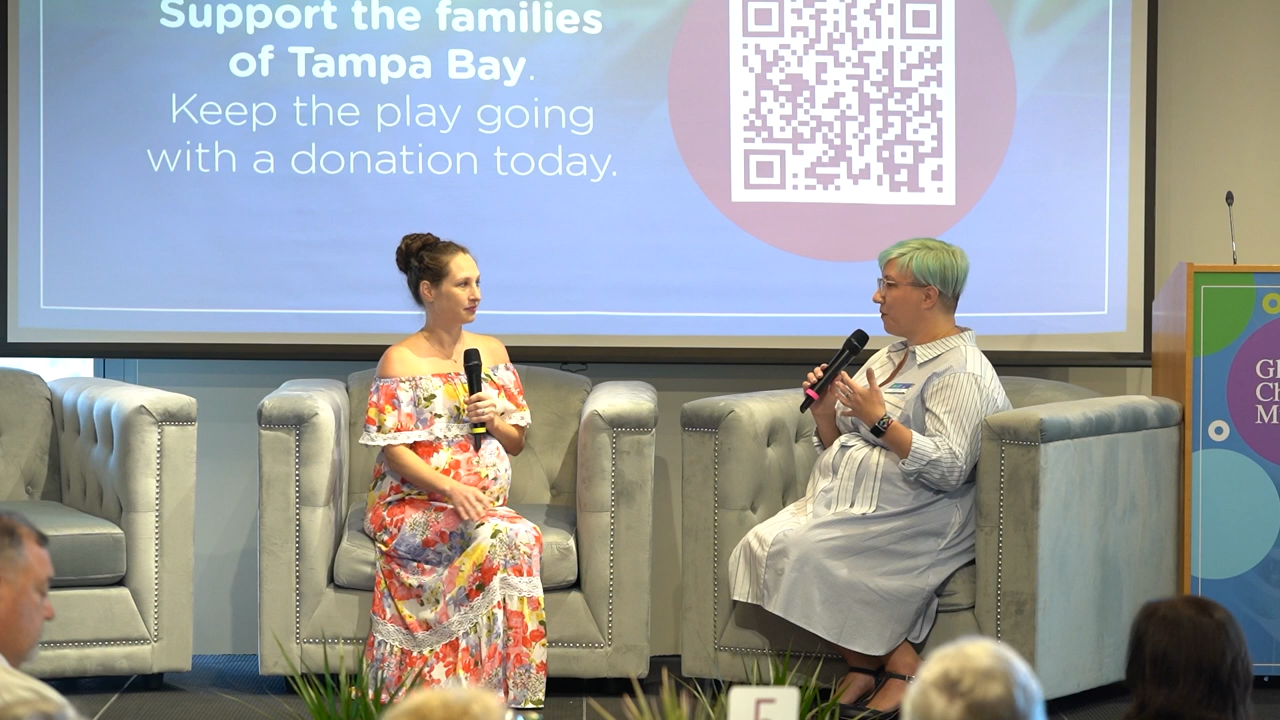 Support the families
of Tampa Bay.
Keep the play going
with a donation today.
F